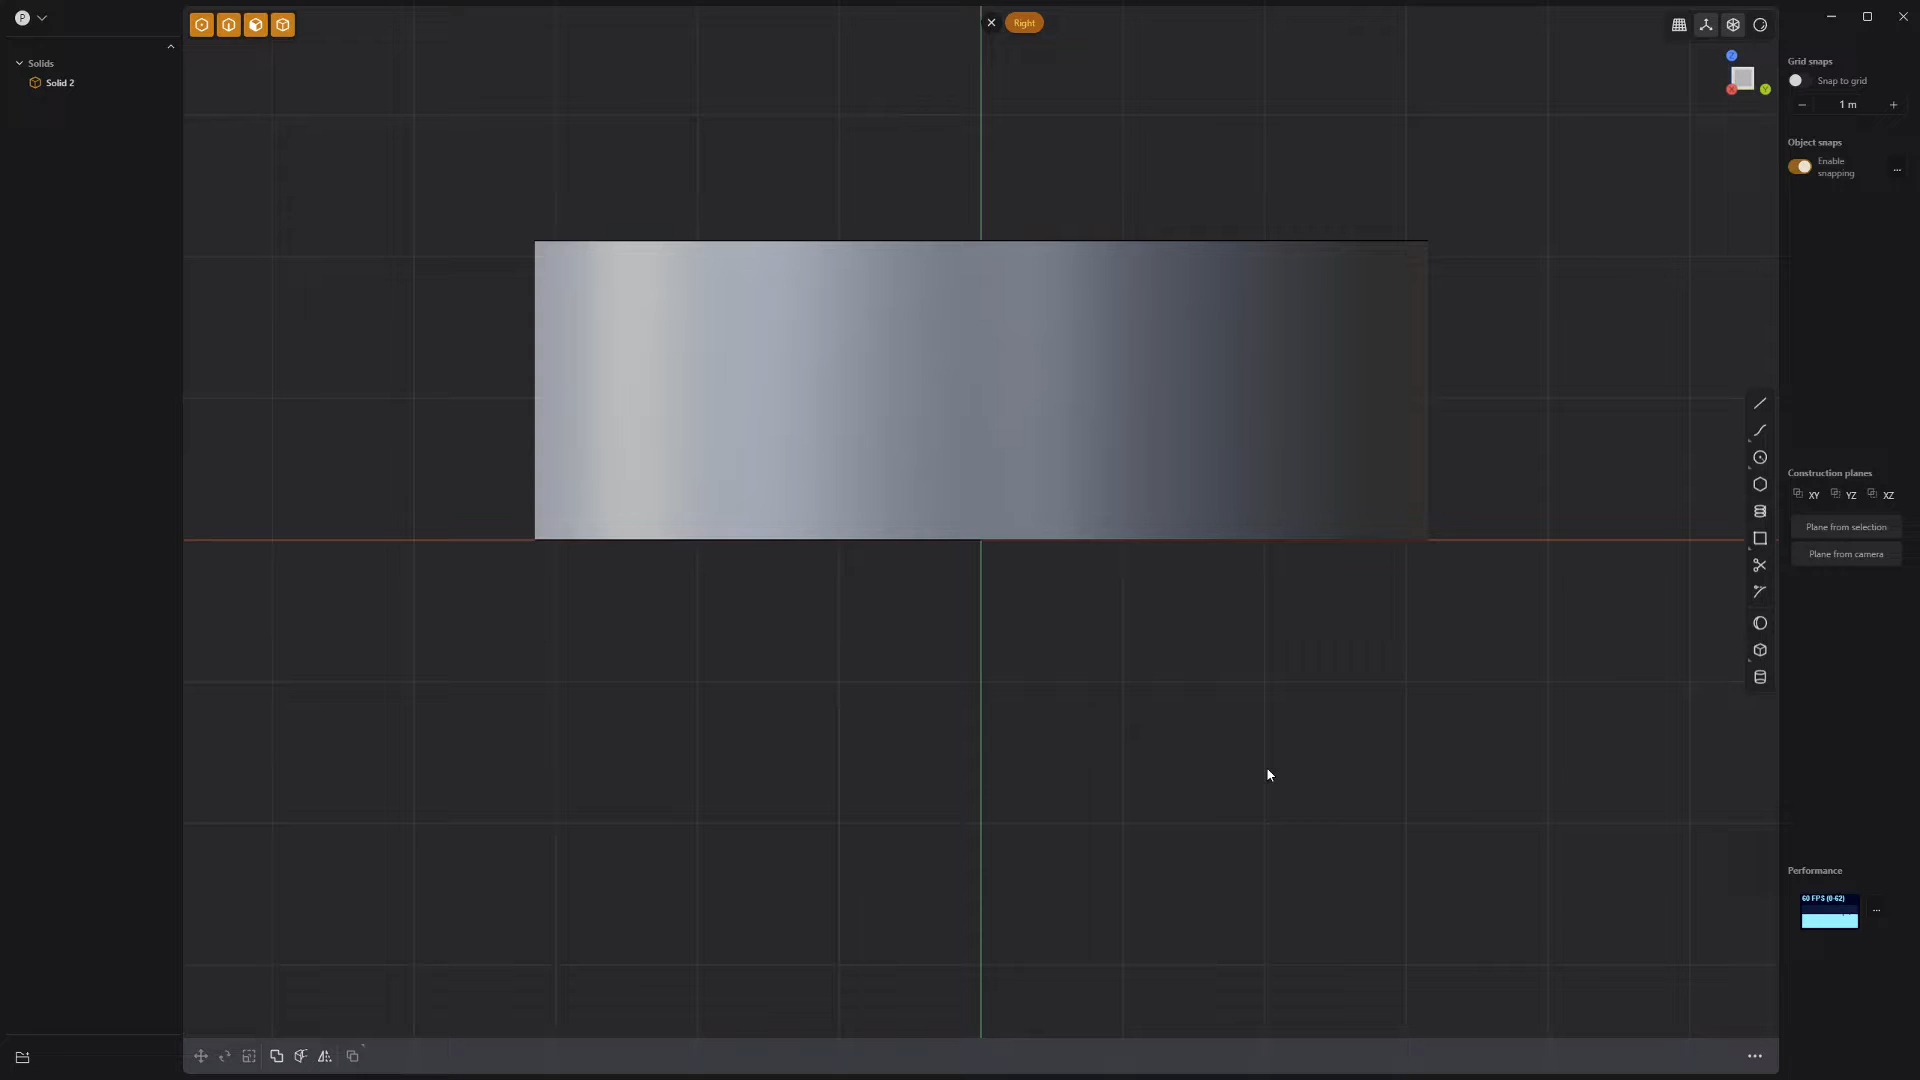 P
Solids
Solid 2
Right
Z
X
Y
Grid snaps
Snap to grid
1 m
Object snaps
Enable
snapping
...
Construction planes
XY
YZ
XZ
Plane from selection
Plane from camera
Performance
60 FPS (0-62)
...